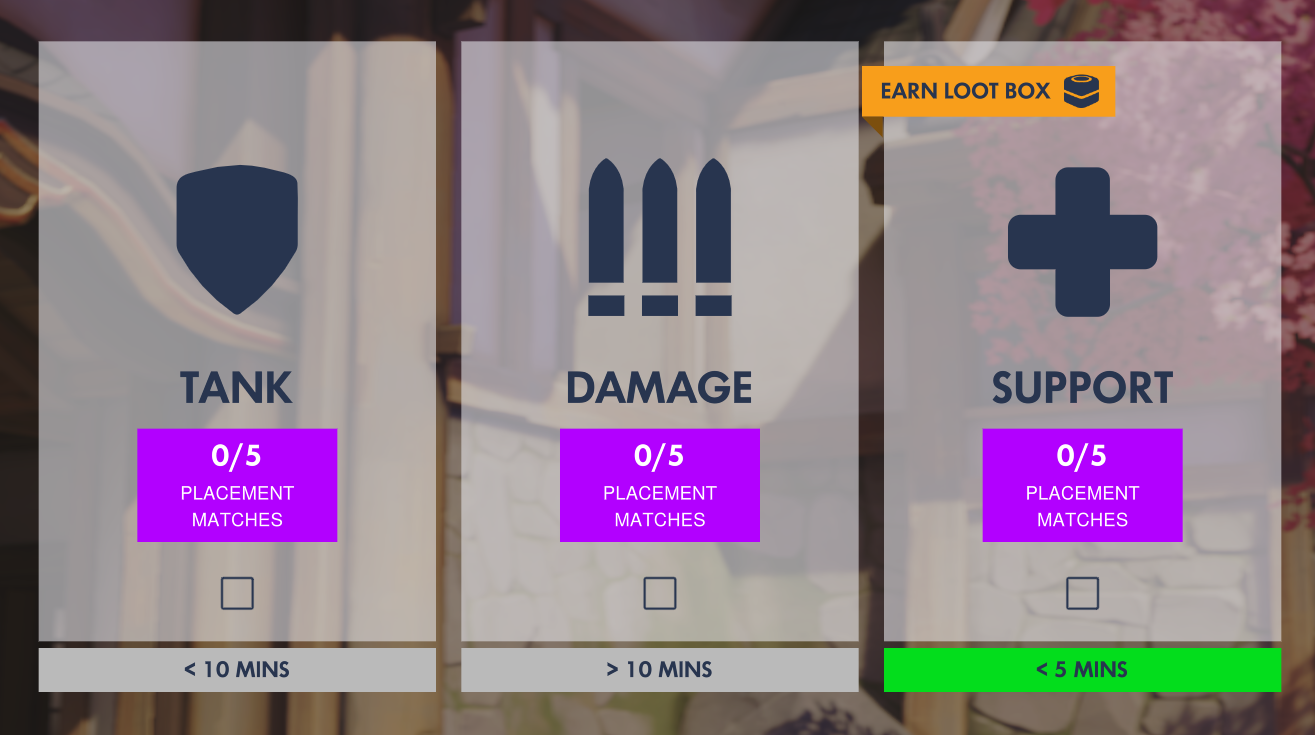 EARN LOOT BOX
TANK
0/5
PLACEMENT
MATCHES
< 10 MINS
DAMAGE
0/5
PLACEMENT
MATCHES
> 10 MINS
SUPPORT
0/5
PLACEMENT
MATCHES
< 5 MINS